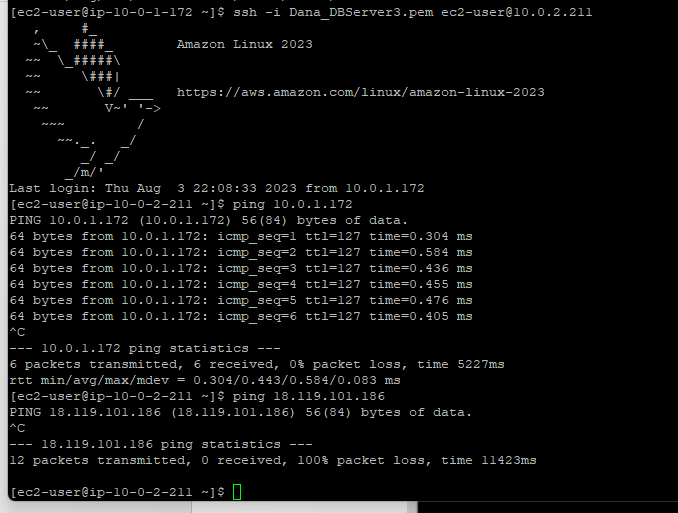 [ec2-user@ip-10-0-1-172 ~]$ ssh -i Dana_DBServer3.pem ec2-user@10.0.2.211
   ,     #_
   ~\_  ####_        Amazon Linux 2023
  ~~  \_#####\
  ~~     \###|
  ~~       \#/ ___   https://aws.amazon.com/linux/amazon-linux-2023
   ~~       V~' '->
    ~~~         /
      ~~._.   _/
         _/ _/
       _/m/'
Last login: Thu Aug  3 22:08:33 2023 from 10.0.1.172
[ec2-user@ip-10-0-2-211 ~]$ ping 10.0.1.172
PING 10.0.1.172 (10.0.1.172) 56(84) bytes of data.
64 bytes from 10.0.1.172: icmp_seq=1 ttl=127 time=0.304 ms
64 bytes from 10.0.1.172: icmp_seq=2 ttl=127 time=0.584 ms
64 bytes from 10.0.1.172: icmp_seq=3 ttl=127 time=0.436 ms
64 bytes from 10.0.1.172: icmp_seq=4 ttl=127 time=0.455 ms
64 bytes from 10.0.1.172: icmp_seq=5 ttl=127 time=0.476 ms
64 bytes from 10.0.1.172: icmp_seq=6 ttl=127 time=0.405 ms
^C
--- 10.0.1.172 ping statistics ---
6 packets transmitted, 6 received, 0% packet loss, time 5227ms
rtt min/avg/max/mdev = 0.304/0.443/0.584/0.083 ms
[ec2-user@ip-10-0-2-211 ~]$ ping 18.119.101.186
PING 18.119.101.186 (18.119.101.186) 56(84) bytes of data.
^C
--- 18.119.101.186 ping statistics ---
12 packets transmitted, 0 received, 100% packet loss, time 11423ms

[ec2-user@ip-10-0-2-211 ~]$